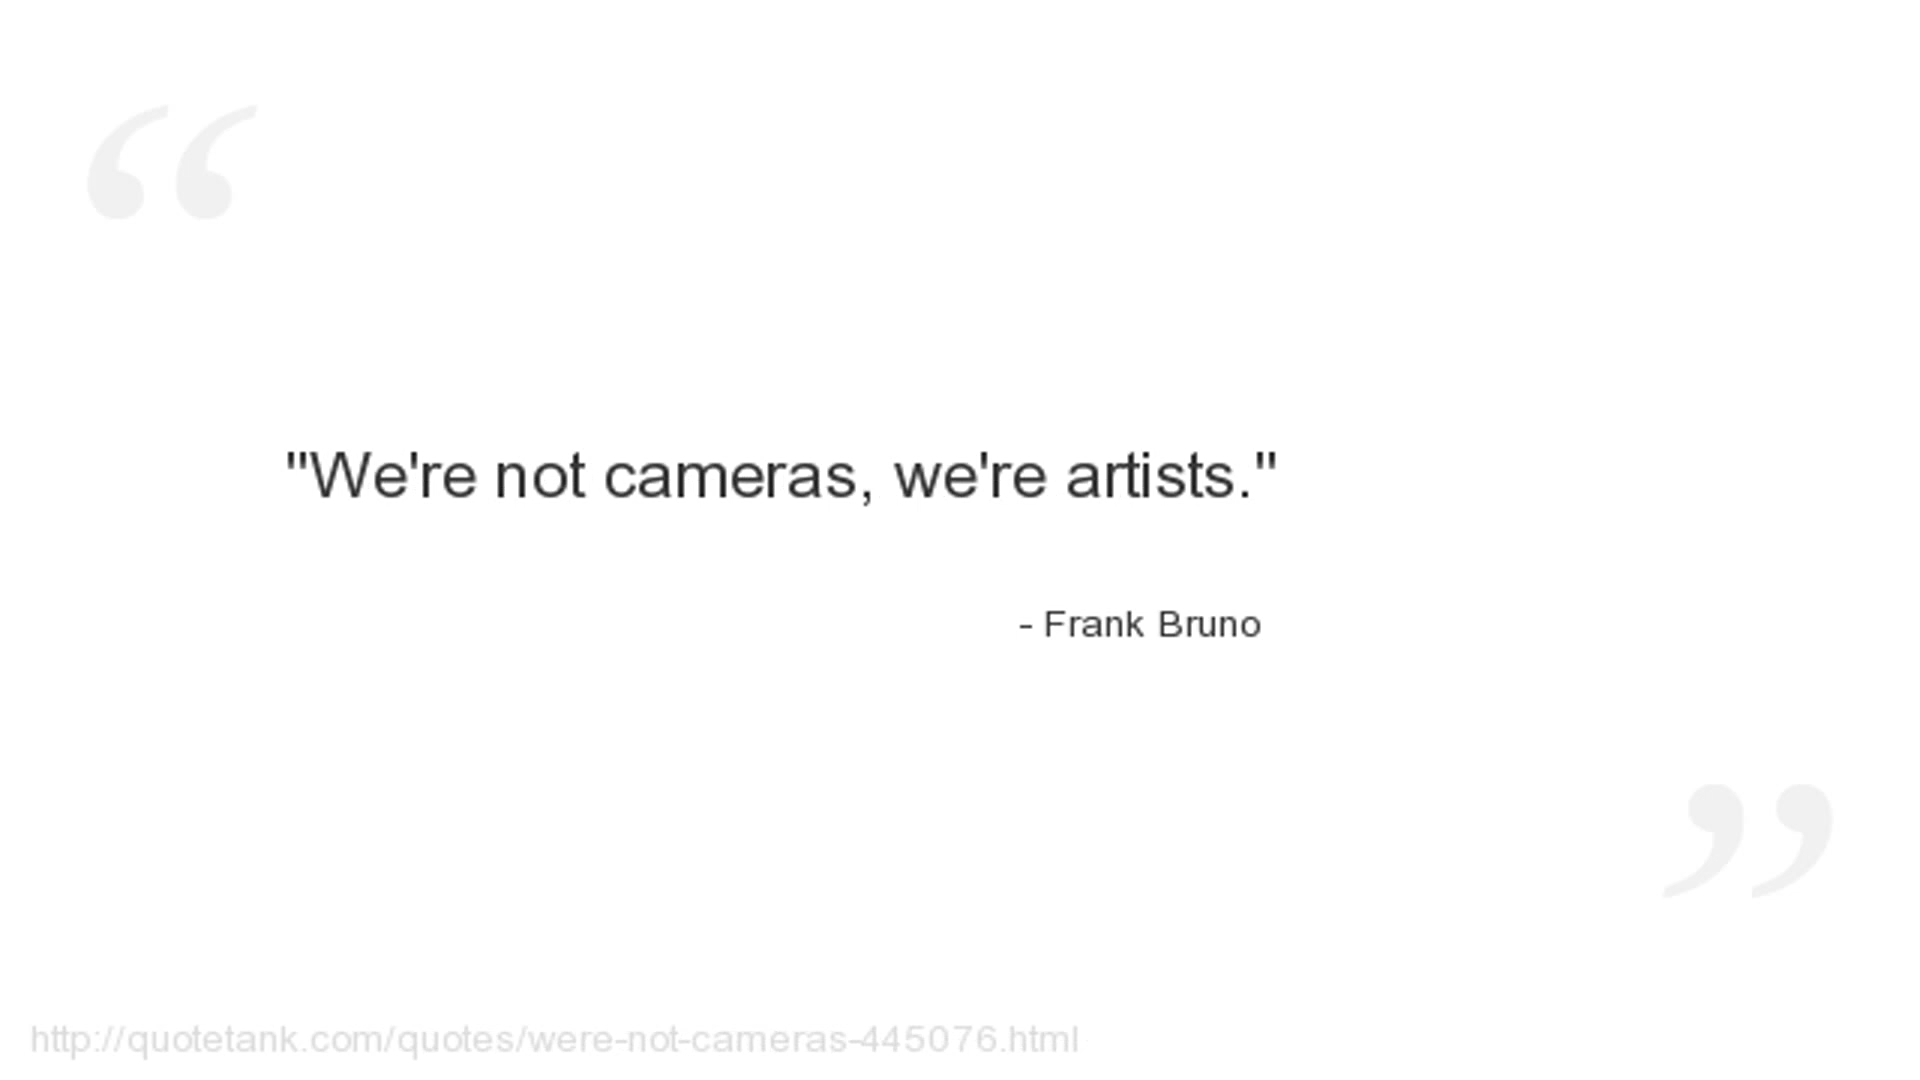 "We're not cameras, we're artists."
- Frank Bruno
http://quotetank.com/quotes/were-not-cameras-445076.html